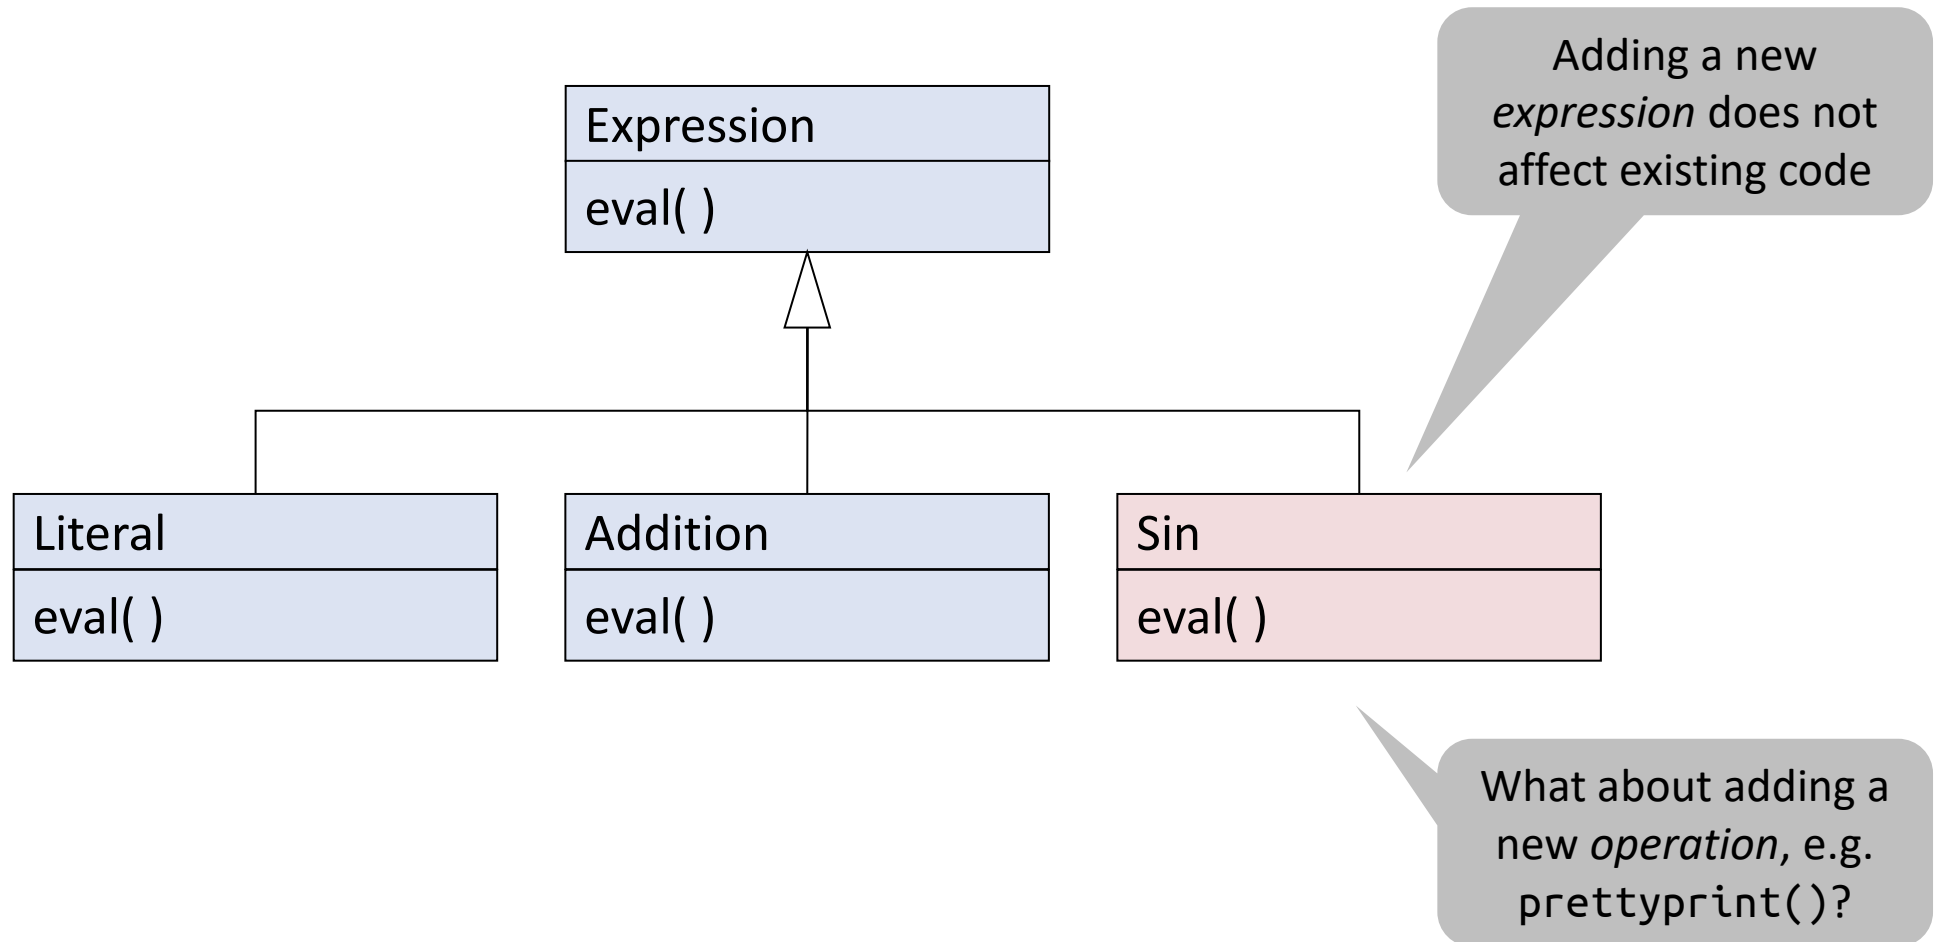 Adding a new
expression does not
affect existing code
Expression
eval( )
Literal
eval( )
Addition
eval( )
Sin
eval( )
What about adding a
new operation, e.g.
prettyprint()?